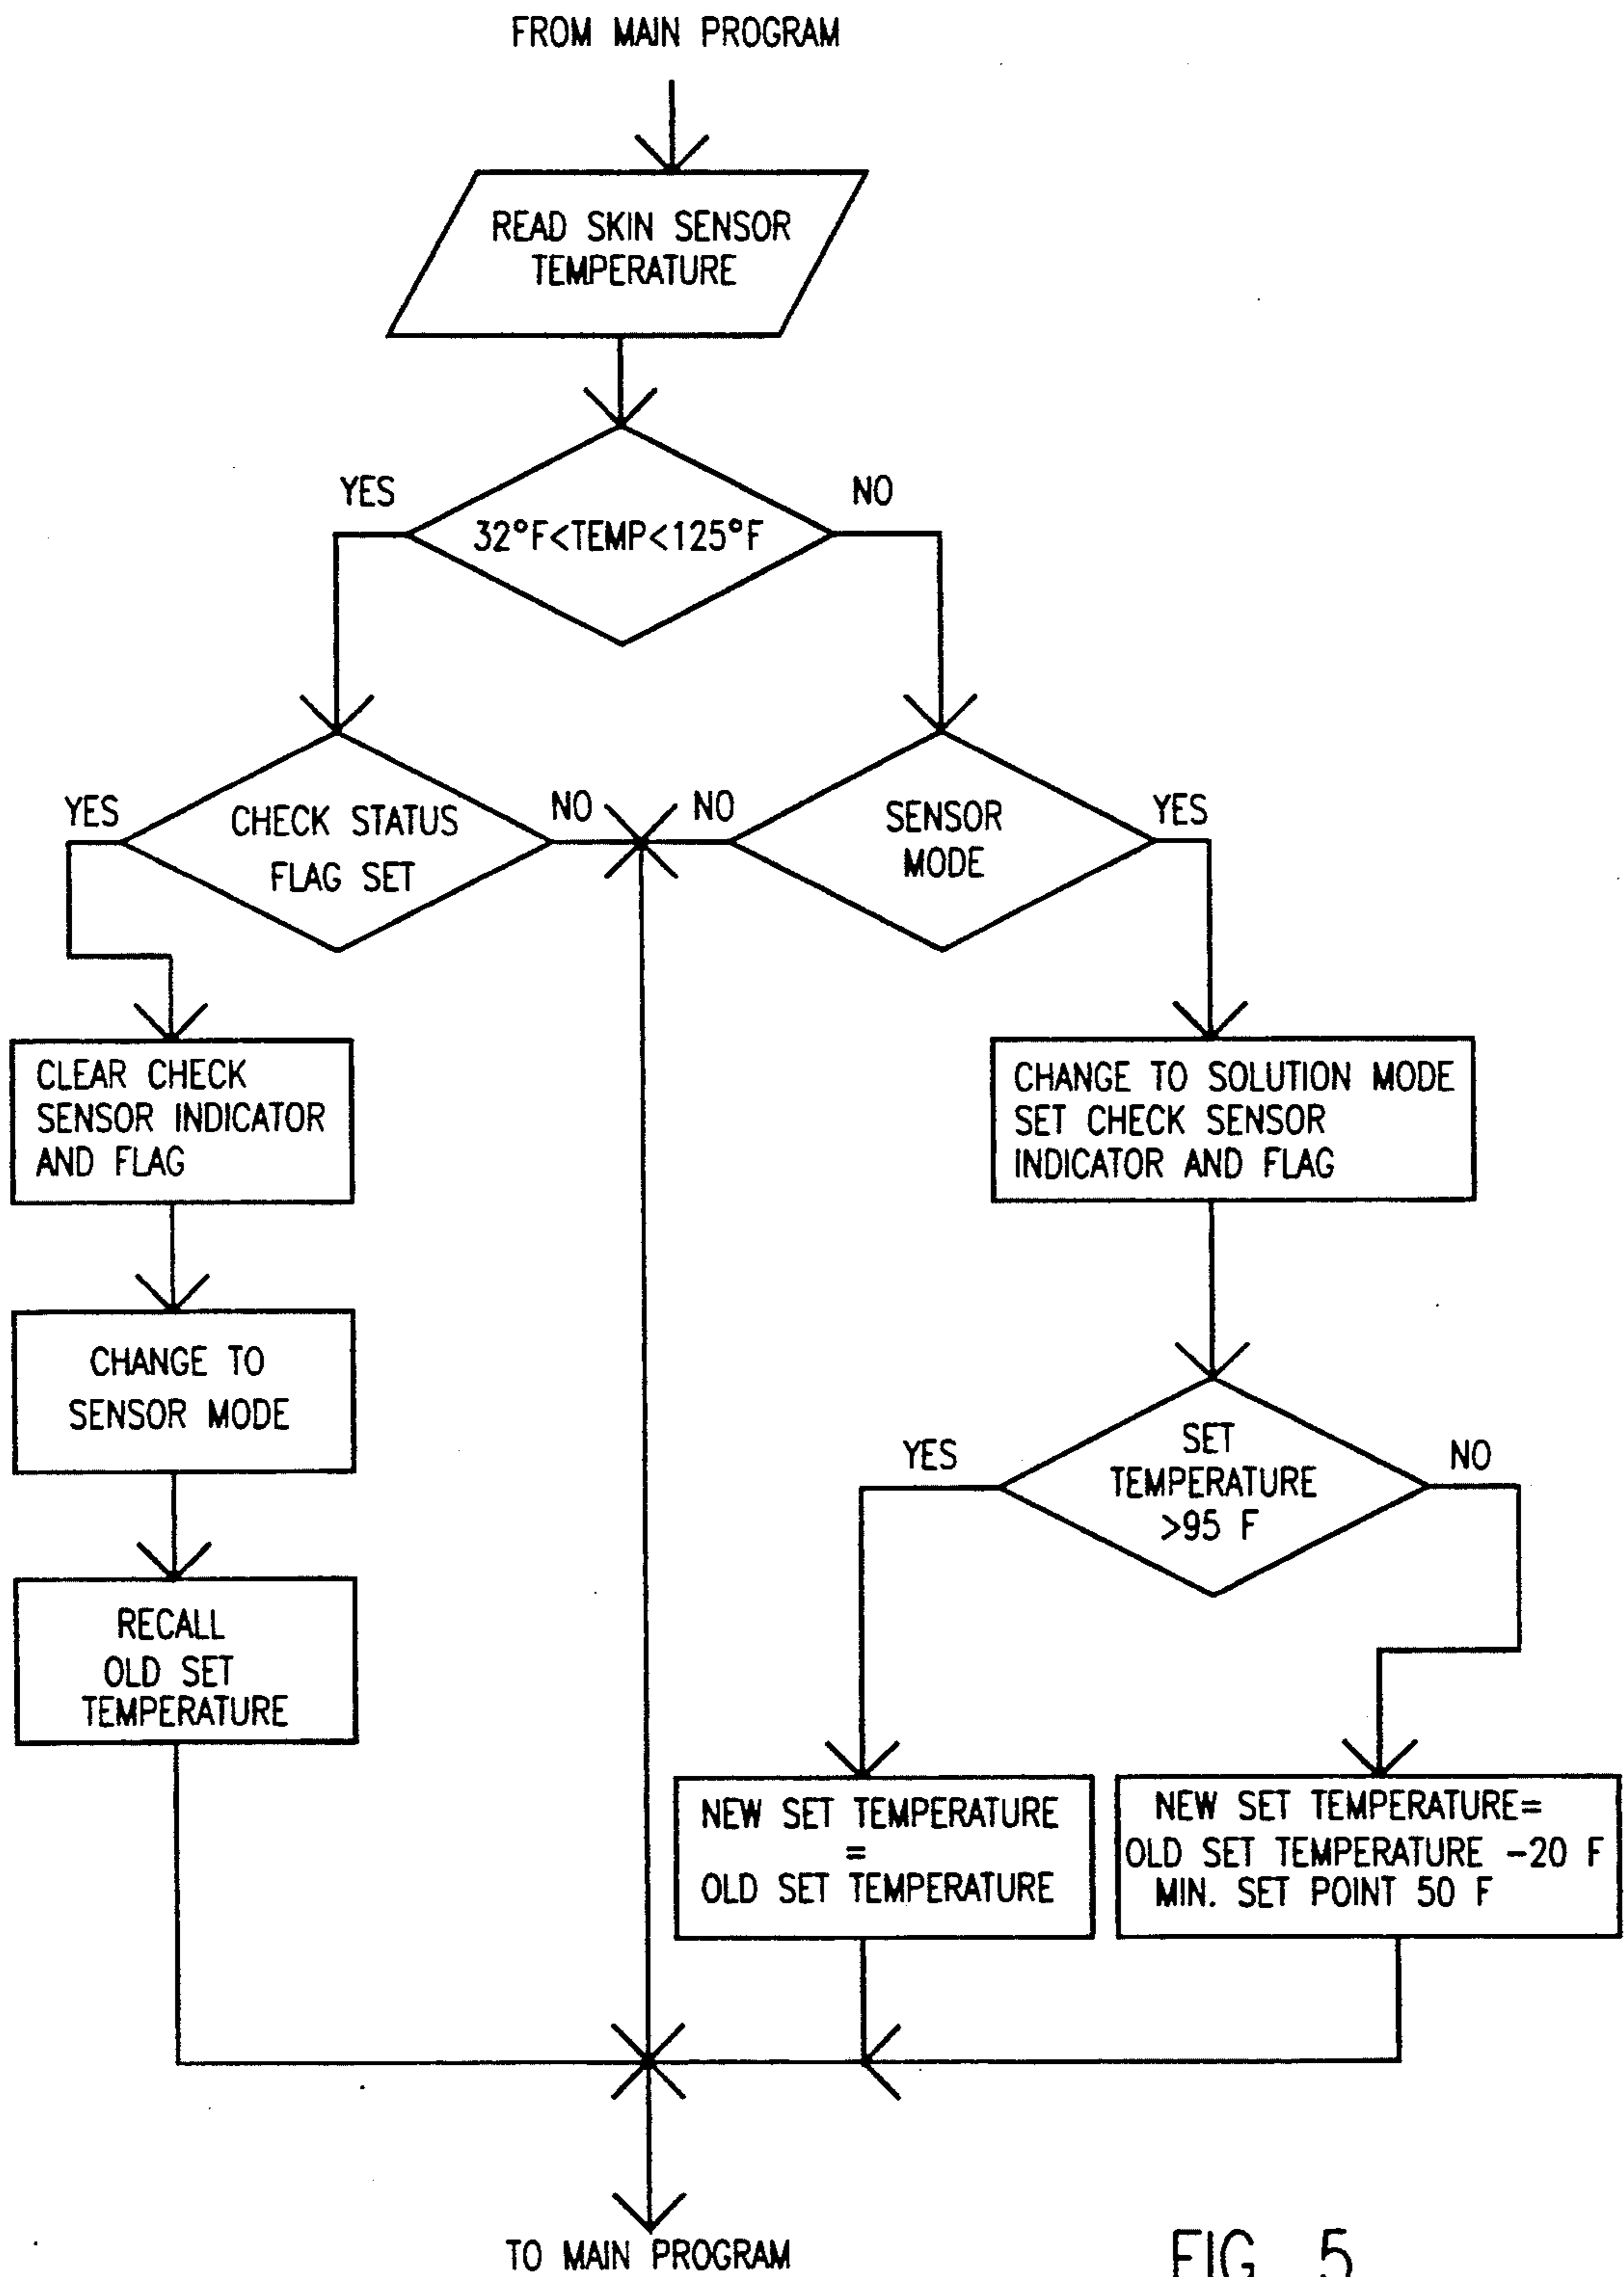 FROM MAIN PROGRAM
READ SKIN SENSOR
TEMPERATURE
YES
NO
32°F<TEMP<125°F
YES
CHECK STATUS
FLAG SET
NO
NO
SENSOR
MODE
YES
CLEAR CHECK
SENSOR INDICATOR
AND FLAG
CHANGE TO SOLUTION MODE
SET CHECK SENSOR
INDICATOR AND FLAG
CHANGE TO
SENSOR MODE
YES
SET
TEMPERATURE
>95 F
NO
RECALL
OLD SET
TEMPERATURE
NEW SET TEMPERATURE
=
OLD SET TEMPERATURE
NEW SET TEMPERATURE=
OLD SET TEMPERATURE -20 F
MIN. SET POINT 50 F
TO MAIN PROGRAM
FIG. 5